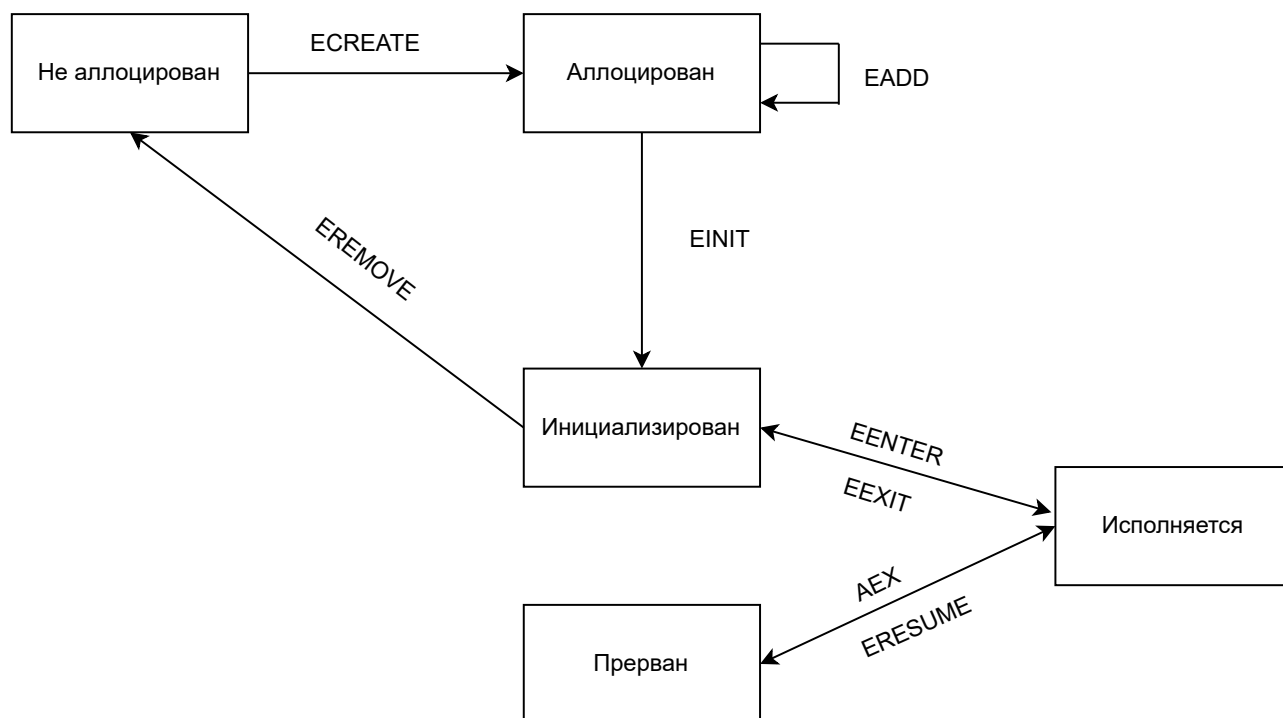 Не аллоцирован
ECREATE
Аллоцирован
EADD
EREMOVE
EINIT
Инициализирован
EENTER
EEXIT
Исполняется
AEX
ERESUME
Прерван